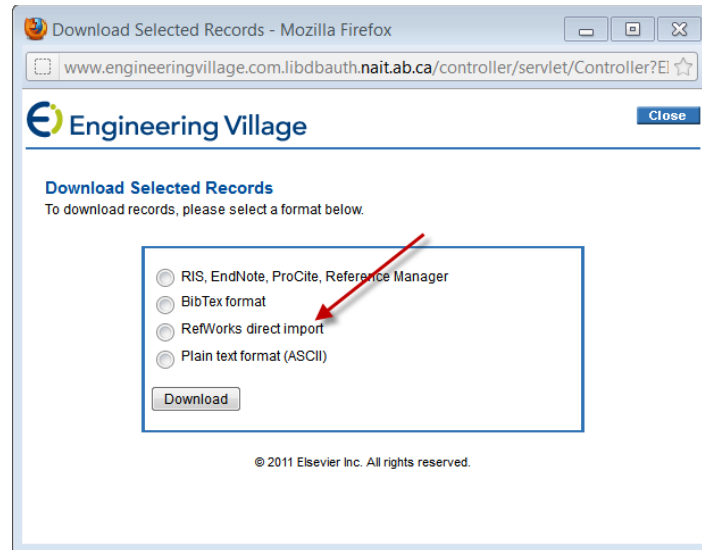 Download Selected Records - Mozilla Firefox
www.engineeringvillage.com.libdbauth.nait.ab.ca/controller/servlet/Controller?EI
Engineering Village
Close
Download Selected Records
To download records, please select a format below.
RIS, EndNote, ProCite, Reference Manager
BibTex format
RefWorks direct import
Plain text format (ASCII)
Download
© 2011 Elsevier Inc. All rights reserved.